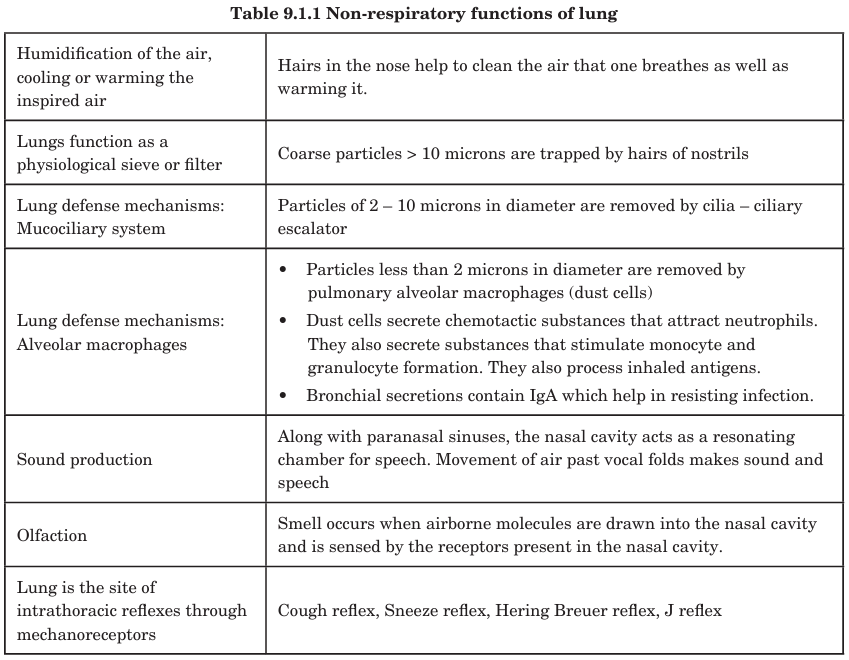 Table 9.1.1 Non-respiratory functions of lung
Humidification of the air,
cooling or warming the
inspired air
Hairs in the nose help to clean the air that one breathes as well as
warming it.
Lungs function as a
physiological sieve or filter
Coarse particles > 10 microns are trapped by hairs of nostrils
Lung defense mechanisms:
Mucociliary system
Particles of 2 – 10 microns in diameter are removed by cilia – ciliary
escalator
Lung defense mechanisms:
Alveolar macrophages
• Particles less than 2 microns in diameter are removed by
pulmonary alveolar macrophages (dust cells)
• Dust cells secrete chemotactic substances that attract neutrophils.
They also secrete substances that stimulate monocyte and
granulocyte formation. They also process inhaled antigens.
• Bronchial secretions contain IgA which help in resisting infection.
Sound production
Along with paranasal sinuses, the nasal cavity acts as a resonating
chamber for speech. Movement of air past vocal folds makes sound and
speech
Olfaction
Smell occurs when airborne molecules are drawn into the nasal cavity
and is sensed by the receptors present in the nasal cavity.
Lung is the site of
intrathoracic reflexes through
mechanoreceptors
Cough reflex, Sneeze reflex, Hering Breuer reflex, J reflex